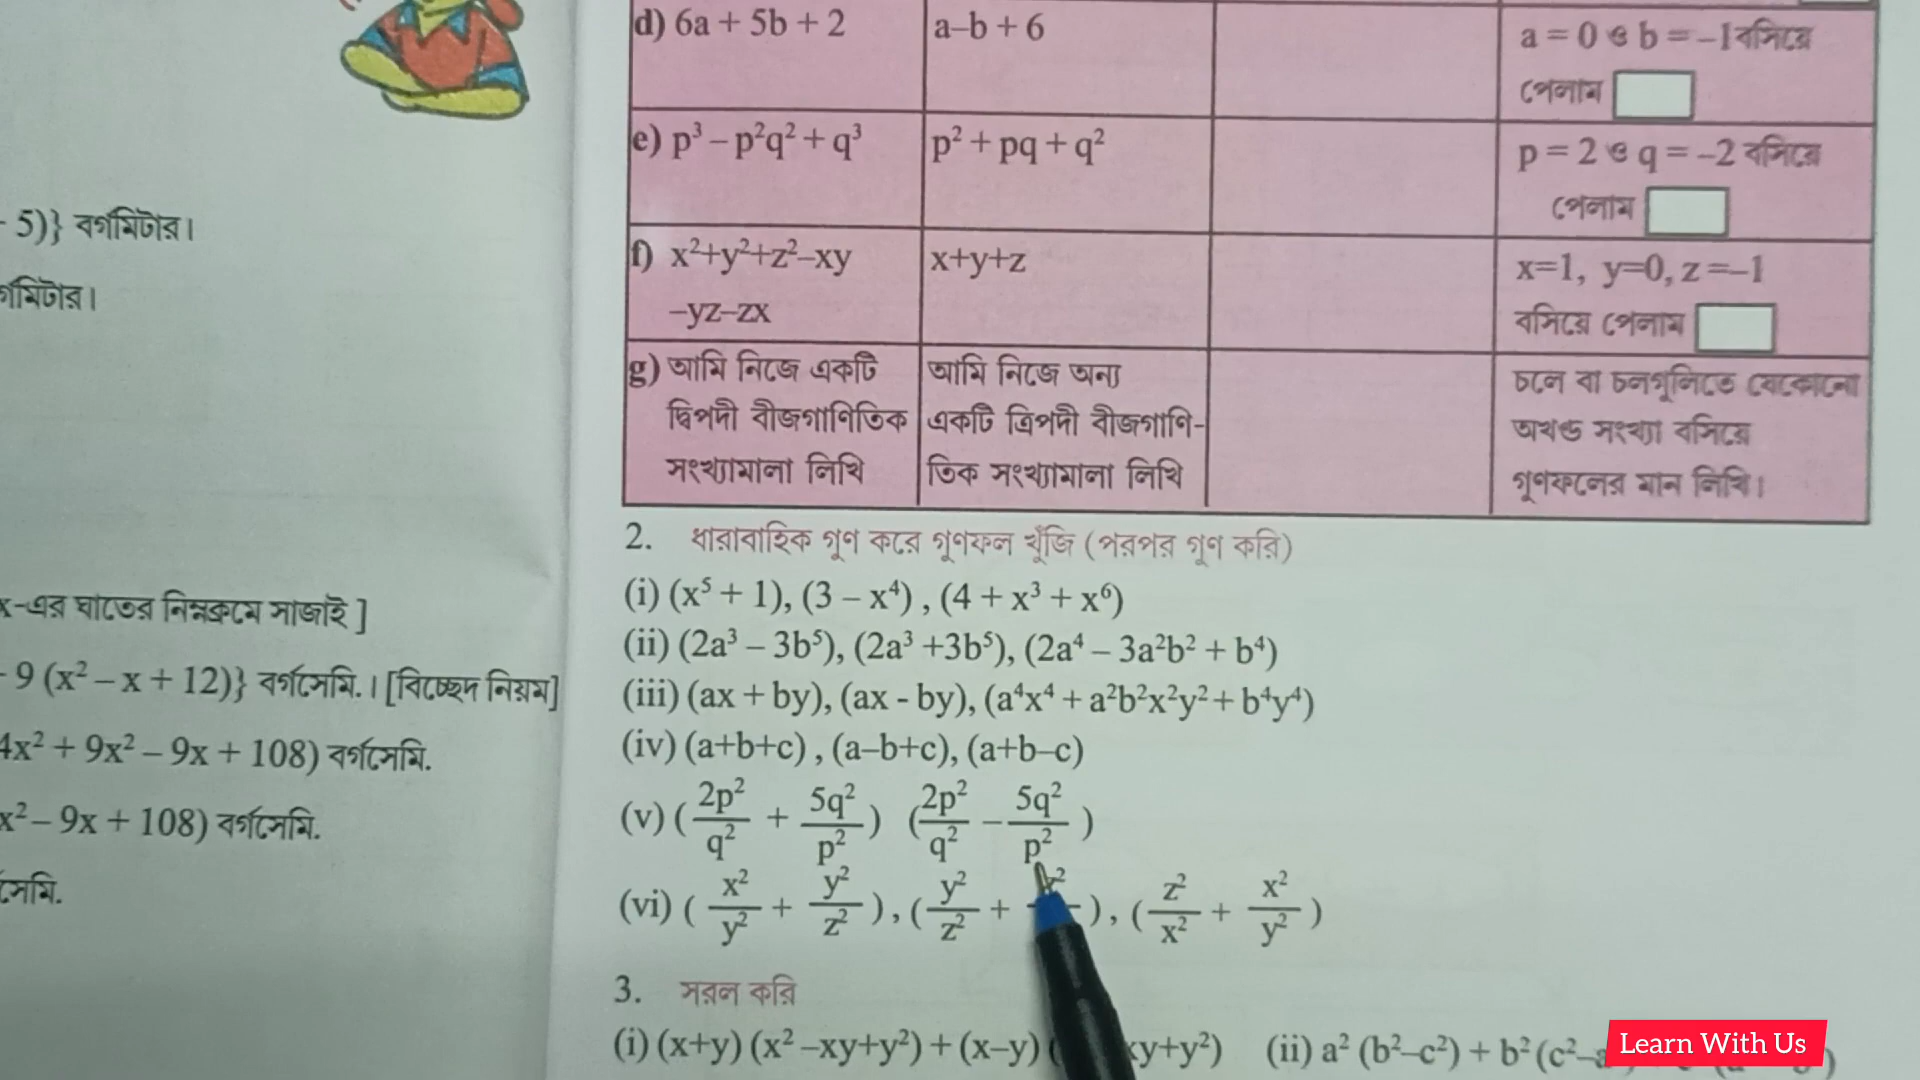 - 5)} বর্গমিটার।
র্গমিটার।
x-এর ঘাতের নিম্নক্রমে সাজাই ]
- 9 (x² – x + 12)} বর্গসেমি. । [বিচ্ছেদ নিয়ম]
4x² + 9x² – 9x + 108) বর্গসেমি.
x² – 9x + 108) বর্গসেমি.
সেমি.
d) 6a + 5b + 2 a–b + 6 a = 0 ও b = –1 বসিয়ে
পেলাম
e) p³ – p²q² + q³ p² + pq + q² p = 2 ও q = –2 বসিয়ে
পেলাম
f) x²+y²+z²–xy x+y+z x=1, y=0, z =–1
–yz–zx বসিয়ে পেলাম
g) আমি নিজে একটি আমি নিজে অন্য চলে বা চলগুলিতে যেকোনো
দ্বিপদী বীজগাণিতিক একটি ত্রিপদী বীজগাণি- অখণ্ড সংখ্যা বসিয়ে
সংখ্যামালা লিখি তিক সংখ্যামালা লিখি গুণফলের মান লিখি।
2. ধারাবাহিক গুণ করে গুণফল খুঁজি (পরপর গুণ করি)
(i) (x⁵ + 1), (3 – x⁴) , (4 + x³ + x⁶)
(ii) (2a³ – 3b⁵), (2a³ +3b⁵), (2a⁴ – 3a²b² + b⁴)
(iii) (ax + by), (ax - by), (a⁴x⁴ + a²b²x²y² + b⁴y⁴)
(iv) (a+b+c) , (a–b+c), (a+b–c)
(v) (2p²/q² + 5q²/p²) (2p²/q² – 5q²/p²)
(vi) (x²/y² + y²/z²), (y²/z² + ), (z²/x² + x²/y²)
3. সরল করি
(i) (x+y) (x² –xy+y²) + (x–y) ( xy+y²) (ii) a² (b²–c²) + b² (c²–a
Learn With Us